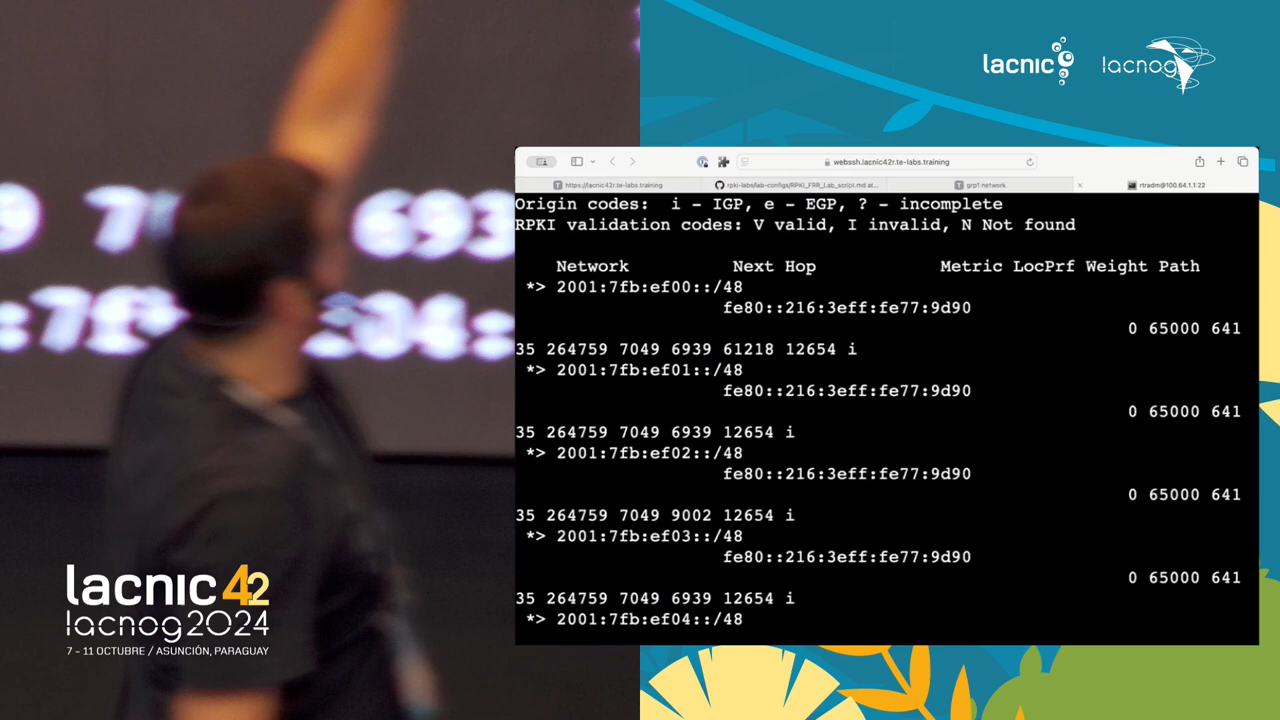 lacnic
lacnog
webssh.lacnic42r.te-labs.training
https://lacnic42r.te-labs.training
rpki-labs/lab-configs/RPKI_FRR_Lab_script.md at...
grp1 network
rtradm@100.64.1.1:22
Origin codes:  i - IGP, e - EGP, ? - incomplete
RPKI validation codes: V valid, I invalid, N Not found
Network          Next Hop            Metric LocPrf Weight Path
*> 2001:7fb:ef00::/48
fe80::216:3eff:fe77:9d90
0 65000 641
35 264759 7049 6939 61218 12654 i
*> 2001:7fb:ef01::/48
fe80::216:3eff:fe77:9d90
0 65000 641
35 264759 7049 6939 12654 i
*> 2001:7fb:ef02::/48
fe80::216:3eff:fe77:9d90
0 65000 641
35 264759 7049 9002 12654 i
*> 2001:7fb:ef03::/48
fe80::216:3eff:fe77:9d90
0 65000 641
35 264759 7049 6939 12654 i
*> 2001:7fb:ef04::/48
693
lacnic 42
lacnog2024
7 - 11 OCTUBRE / ASUNCIÓN, PARAGUAY